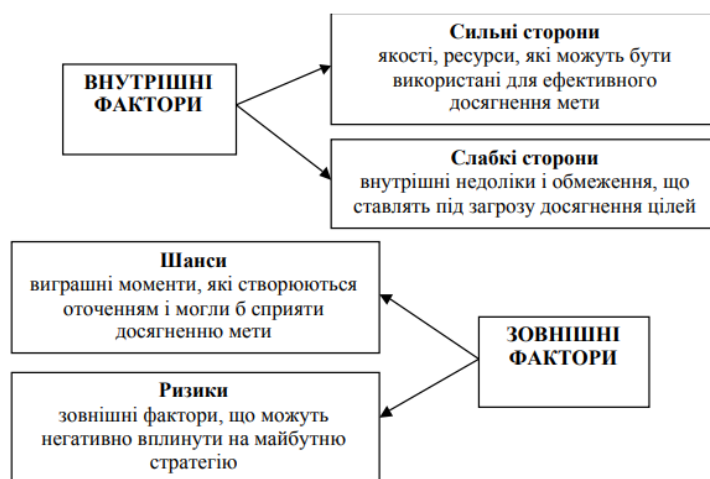 Сильні сторони
якості, ресурси, які можуть бути
використані для ефективного
досягнення мети
ВНУТРІШНІ
ФАКТОРИ
Слабкі сторони
внутрішні недоліки і обмеження, що
ставлять під загрозу досягнення цілей
Шанси
виграшні моменти, які створюються
оточенням і могли б сприяти
досягненню мети
ЗОВНІШНІ
ФАКТОРИ
Ризики
зовнішні фактори, що можуть
негативно вплинути на майбутню
стратегію